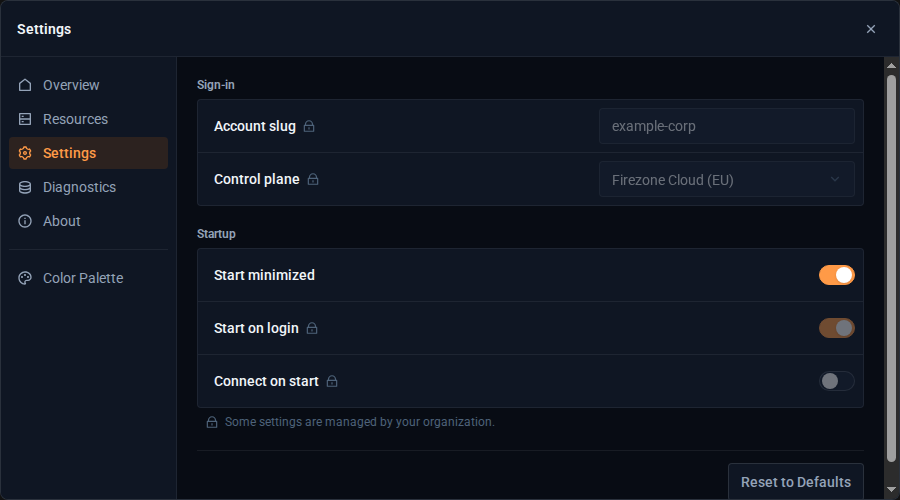 Settings
Overview
Resources
Settings
Diagnostics
About
Color Palette
Sign-in
Account slug
example-corp
Control plane
Firezone Cloud (EU)
Startup
Start minimized
Start on login
Connect on start
Some settings are managed by your organization.
Reset to Defaults